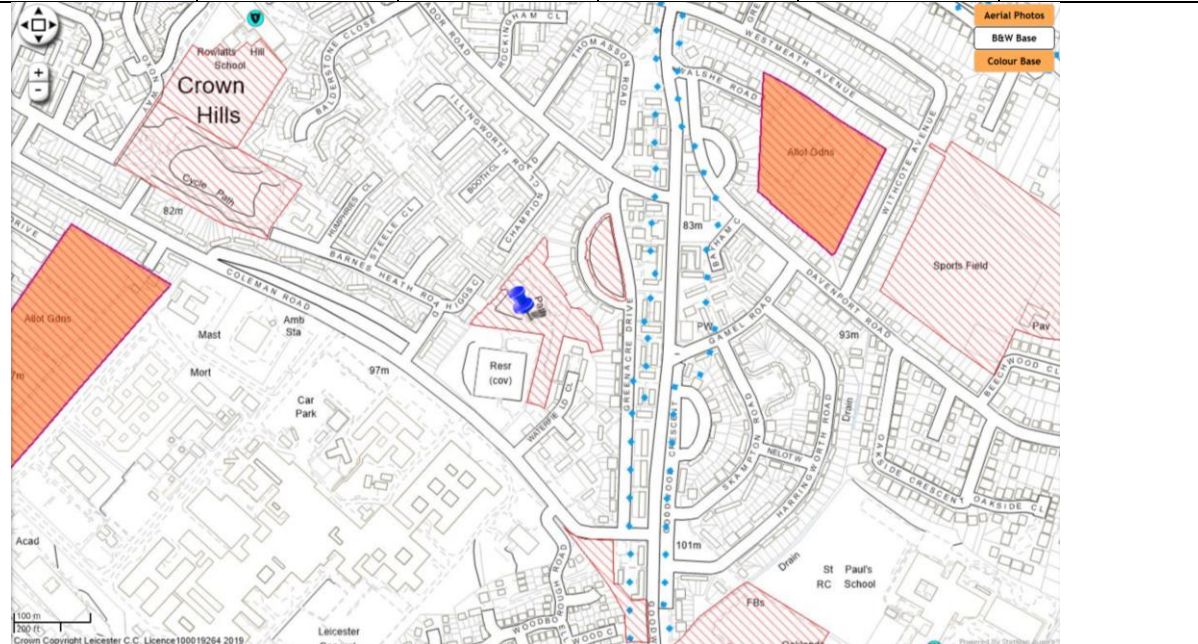 Aerial Photos
B&W Base
Colour Base
ROCKINGHAM CL
THOMASSON ROAD
BALDERSTONE CLOSE
WESTMEATH AVENUE
WALSHE ROAD
Rowlatts Hill
School
Crown
Hills
ILLINGWORTH ROAD
BOOTH CL
CHAMPION CL
HUMPHRIES CL
STEELE CL
Cycle Path
82m
Allot Gdns
WITHCOTE AVENUE
83m
Sports Field
DRIVE
BARNES HEATH ROAD
HIGGS C
COLEMAN ROAD
GREENACRE DRIVE
DAVENPORT ROAD
Allot Gdns
Amb
Sta
Mast
PW
GAMEL ROAD
93m
Pav
Mort
97m
Resr
(cov)
BEECHWOOD CL
Car
Park
CRESCENT
SKAMPTON ROAD
HARRINGWORTH ROAD
Drain
NELOT W
OAKSIDE CRESCENT
OAKSIDE CL
Acad
101m
Drain
St Paul's
RC School
FBs
100 m
200 ft
Leicester
Crown Copyright Leicester C.C. Licence100019264 2019